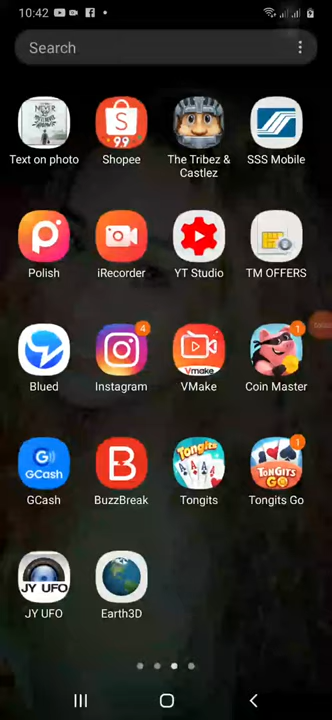 10:42
Search
Text on photo
Shopee
The Tribez &
Castlez
SSS Mobile
Polish
iRecorder
YT Studio
TM OFFERS
Blued
Instagram
VMake
Coin Master
GCash
BuzzBreak
Tongits
Tongits Go
JY UFO
Earth3D